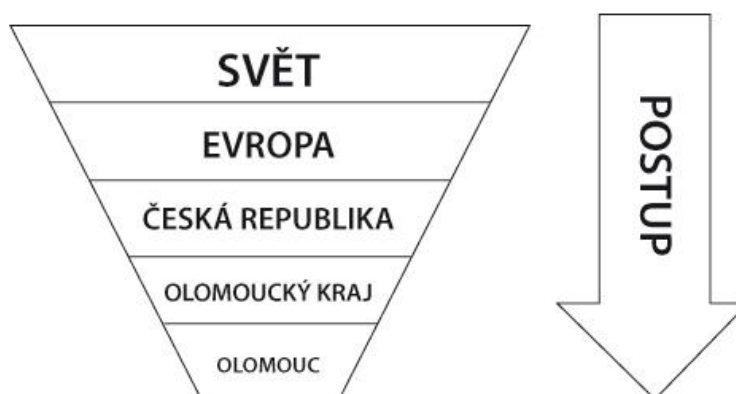 SVĚT
EVROPA
ČESKÁ REPUBLIKA
OLOMOUCKÝ KRAJ
OLOMOUC
POSTUP